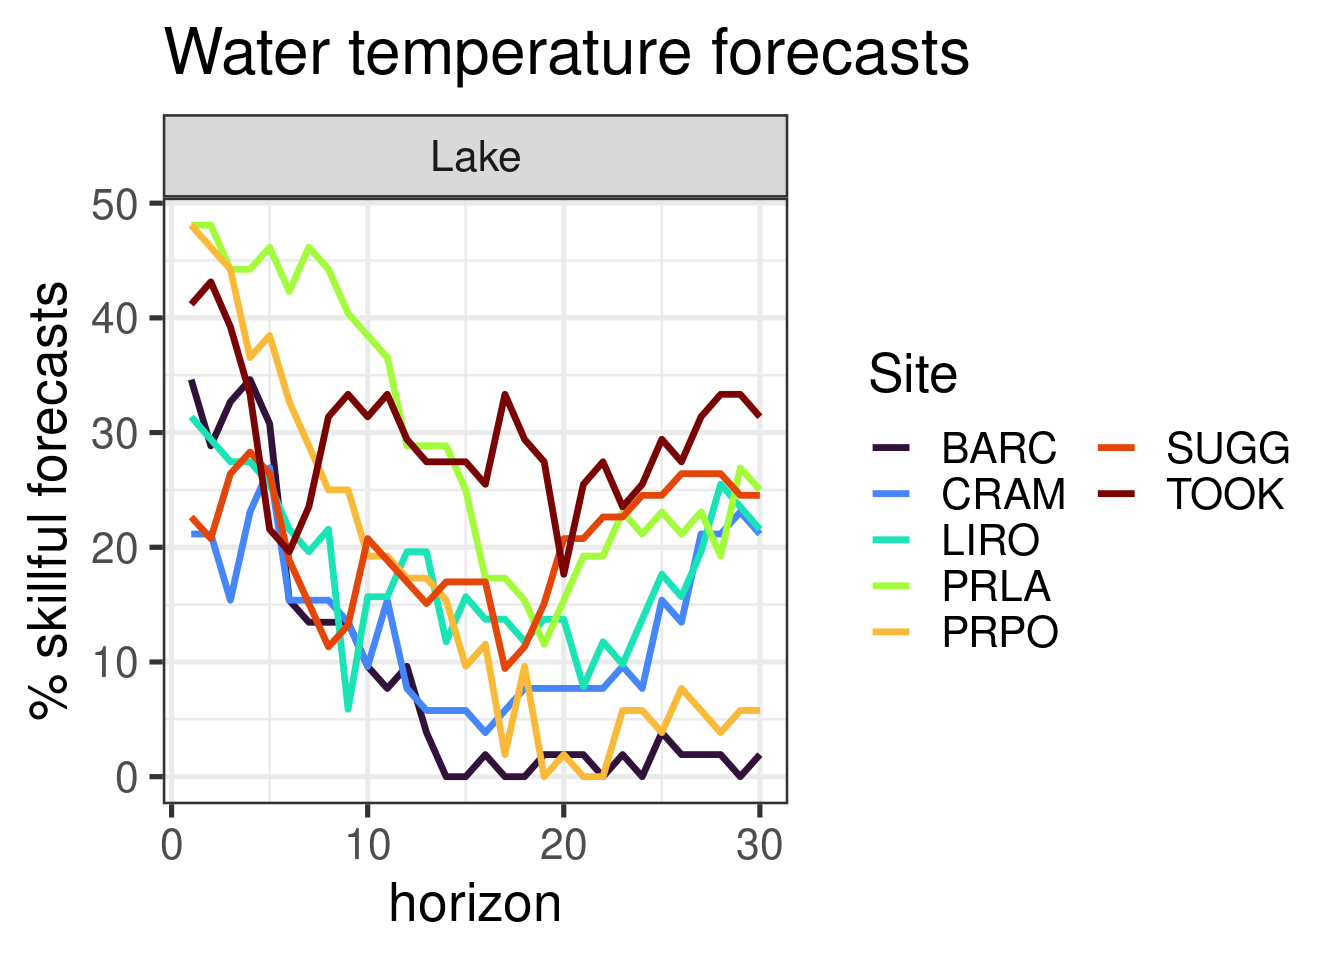 Water temperature forecasts
Lake
% skillful forecasts
50
40
30
20
10
0
0 10 20 30
horizon
Site
BARC SUGG
CRAM TOOK
LIRO
PRLA
PRPO